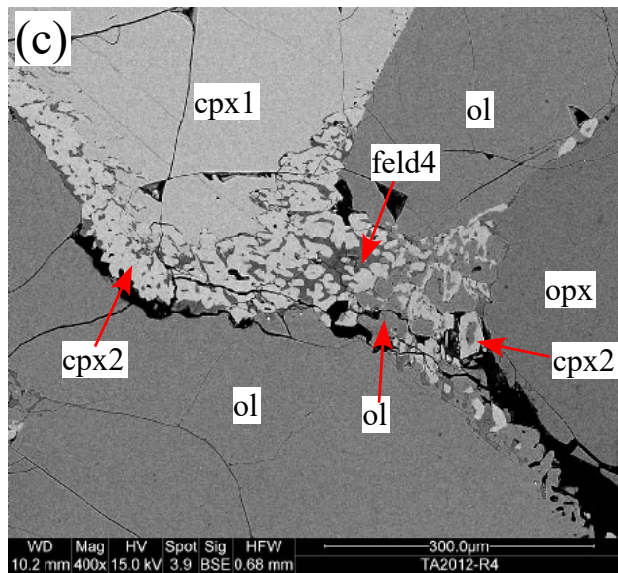 (c)
cpx1
ol
feld4
opx
cpx2
cpx2
ol
ol
WD Mag HV Spot Sig HFW 300.0µm
10.2 mm 400x 15.0 kV 3.9 BSE 0.68 mm TA2012-R4